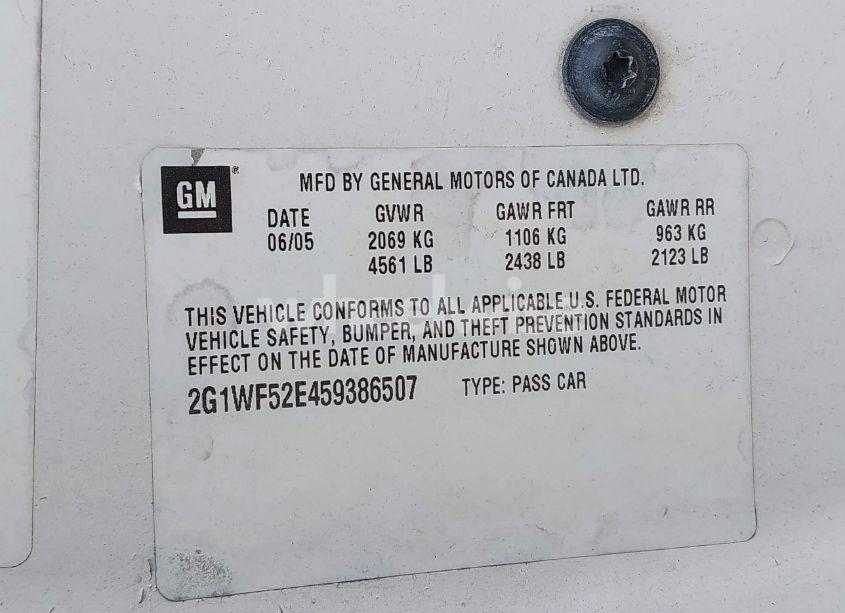 GM
MFD BY GENERAL MOTORS OF CANADA LTD.
DATE GVWR GAWR FRT GAWR RR
06/05 2069 KG 1106 KG 963 KG
4561 LB 2438 LB 2123 LB
THIS VEHICLE CONFORMS TO ALL APPLICABLE U.S. FEDERAL MOTOR
VEHICLE SAFETY, BUMPER, AND THEFT PREVENTION STANDARDS IN
EFFECT ON THE DATE OF MANUFACTURE SHOWN ABOVE.
2G1WF52E459386507 TYPE: PASS CAR